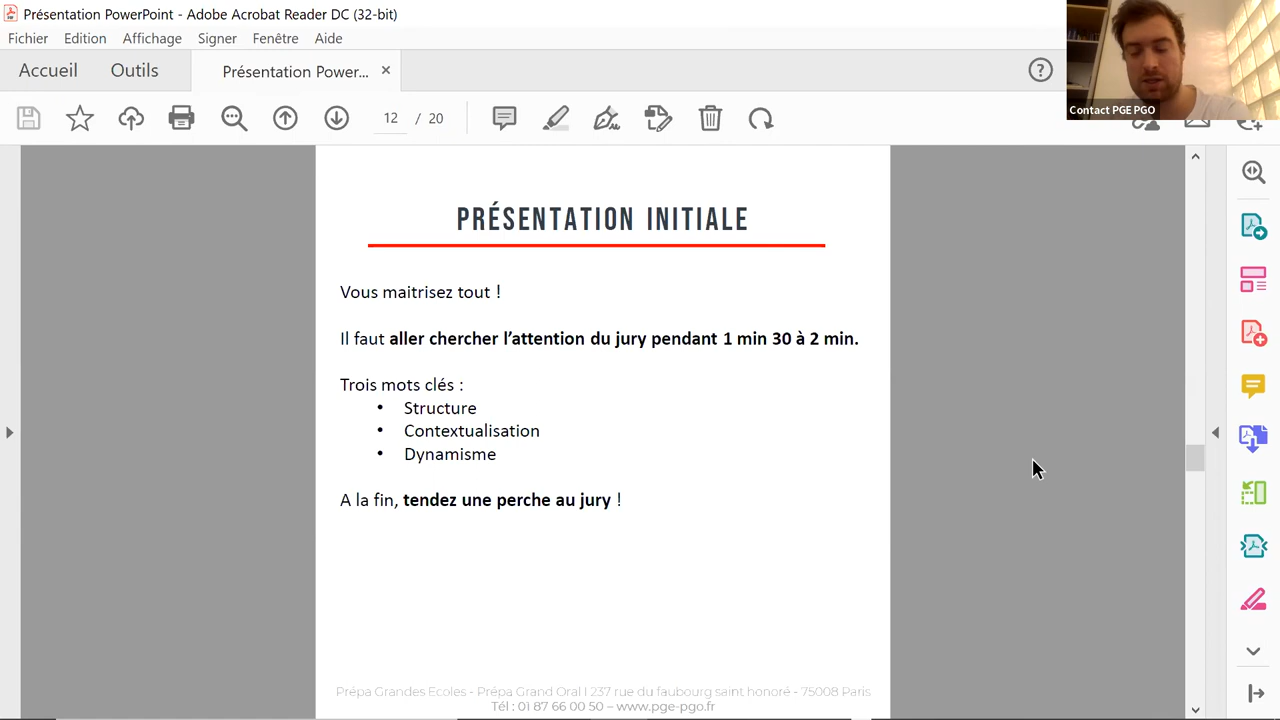 Présentation PowerPoint - Adobe Acrobat Reader DC (32-bit)
Fichier Edition Affichage Signer Fenêtre Aide
Accueil Outils Présentation Power... ×
12 / 20
Contact PGE PGO
PRÉSENTATION INITIALE
Vous maitrisez tout !
Il faut aller chercher l’attention du jury pendant 1 min 30 à 2 min.
Trois mots clés :
• Structure
• Contextualisation
• Dynamisme
A la fin, tendez une perche au jury !
Prépa Grandes Ecoles - Prépa Grand Oral I 237 rue du faubourg saint honoré - 75008 Paris
Tél : 01 87 66 00 50 – www.pge-pgo.fr